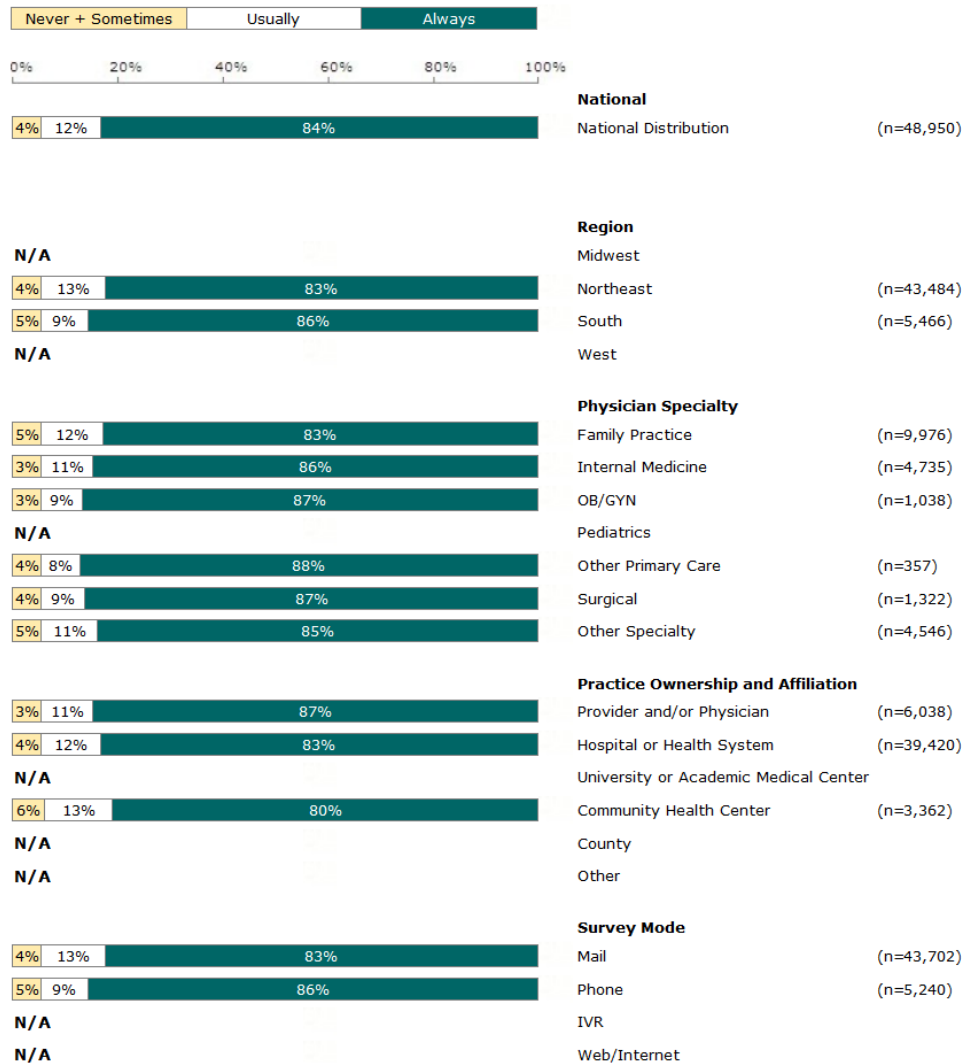 Never + Sometimes Usually Always
0% 20% 40% 60% 80% 100%
National
4% 12% 84% National Distribution (n=48,950)
Region
N/A Midwest
4% 13% 83% Northeast (n=43,484)
5% 9% 86% South (n=5,466)
N/A West
Physician Specialty
5% 12% 83% Family Practice (n=9,976)
3% 11% 86% Internal Medicine (n=4,735)
3% 9% 87% OB/GYN (n=1,038)
N/A Pediatrics
4% 8% 88% Other Primary Care (n=357)
4% 9% 87% Surgical (n=1,322)
5% 11% 85% Other Specialty (n=4,546)
Practice Ownership and Affiliation
3% 11% 87% Provider and/or Physician (n=6,038)
4% 12% 83% Hospital or Health System (n=39,420)
N/A University or Academic Medical Center
6% 13% 80% Community Health Center (n=3,362)
N/A County
N/A Other
Survey Mode
4% 13% 83% Mail (n=43,702)
5% 9% 86% Phone (n=5,240)
N/A IVR
N/A Web/Internet